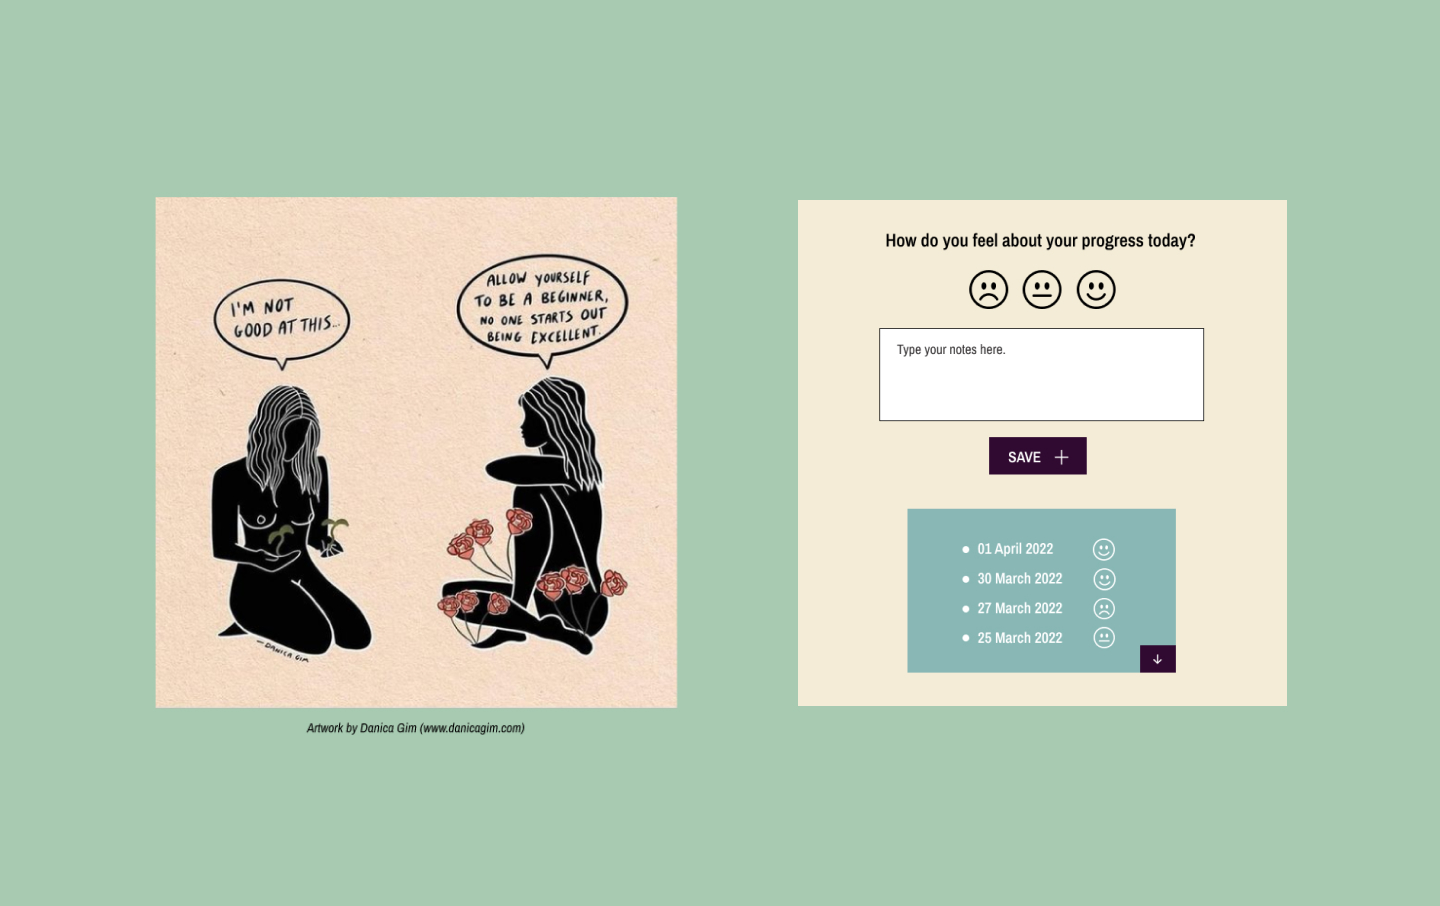 I'M NOT
GOOD AT THIS...
ALLOW YOURSELF
TO BE A BEGINNER,
NO ONE STARTS OUT
BEING EXCELLENT.
—DANICA GIM
Artwork by Danica Gim (www.danicagim.com)
How do you feel about your progress today?
Type your notes here.
SAVE
01 April 2022
30 March 2022
27 March 2022
25 March 2022